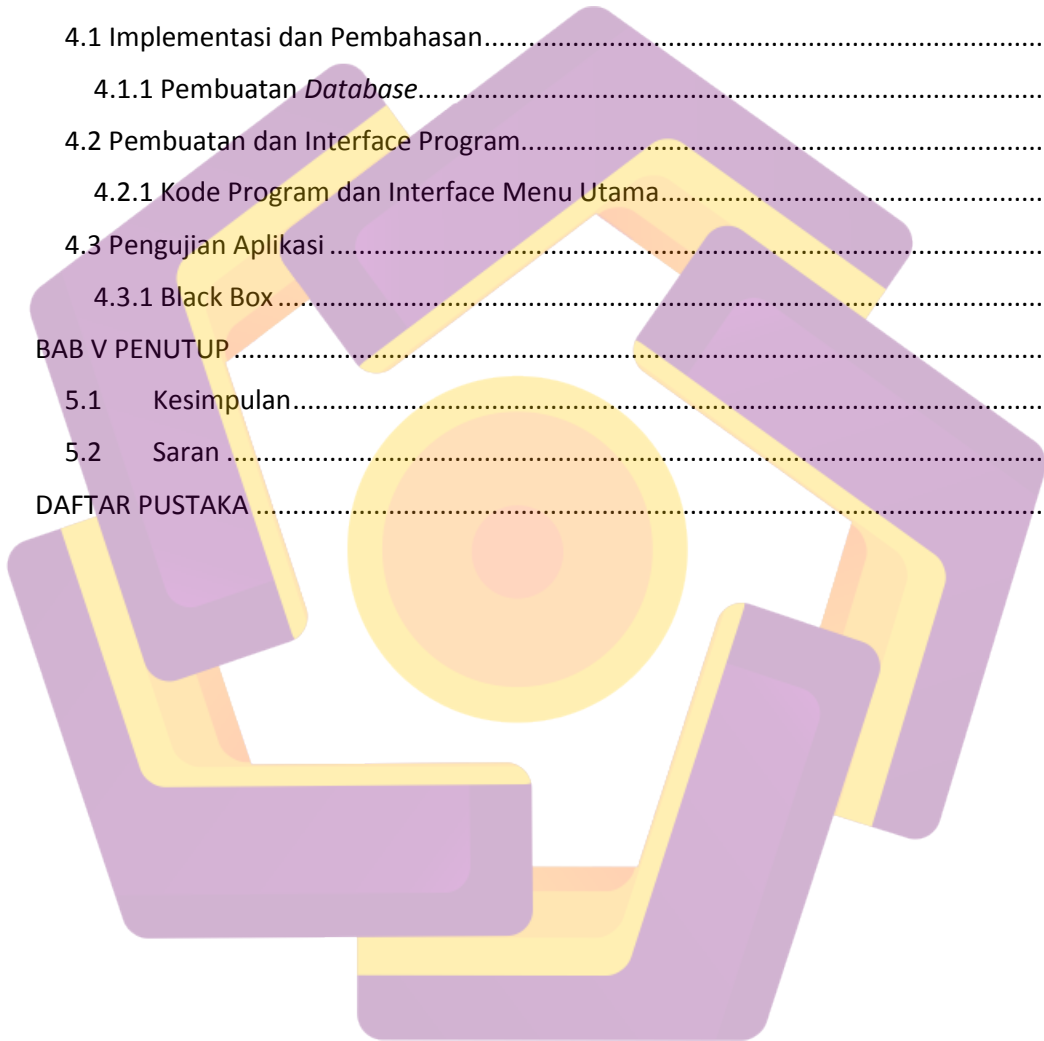 4.1 Implementasi dan Pembahasan........................................................................................
4.1.1 Pembuatan Database....................................................................................................
4.2 Pembuatan dan Interface Program..................................................................................
4.2.1 Kode Program dan Interface Menu Utama.............................................................
4.3 Pengujian Aplikasi ...............................................................................................................
4.3.1 Black Box ........................................................................................................................
BAB V PENUTUP ........................................................................................................................
5.1 Kesimpulan.........................................................................................................................
5.2 Saran ....................................................................................................................................
DAFTAR PUSTAKA .....................................................................................................................